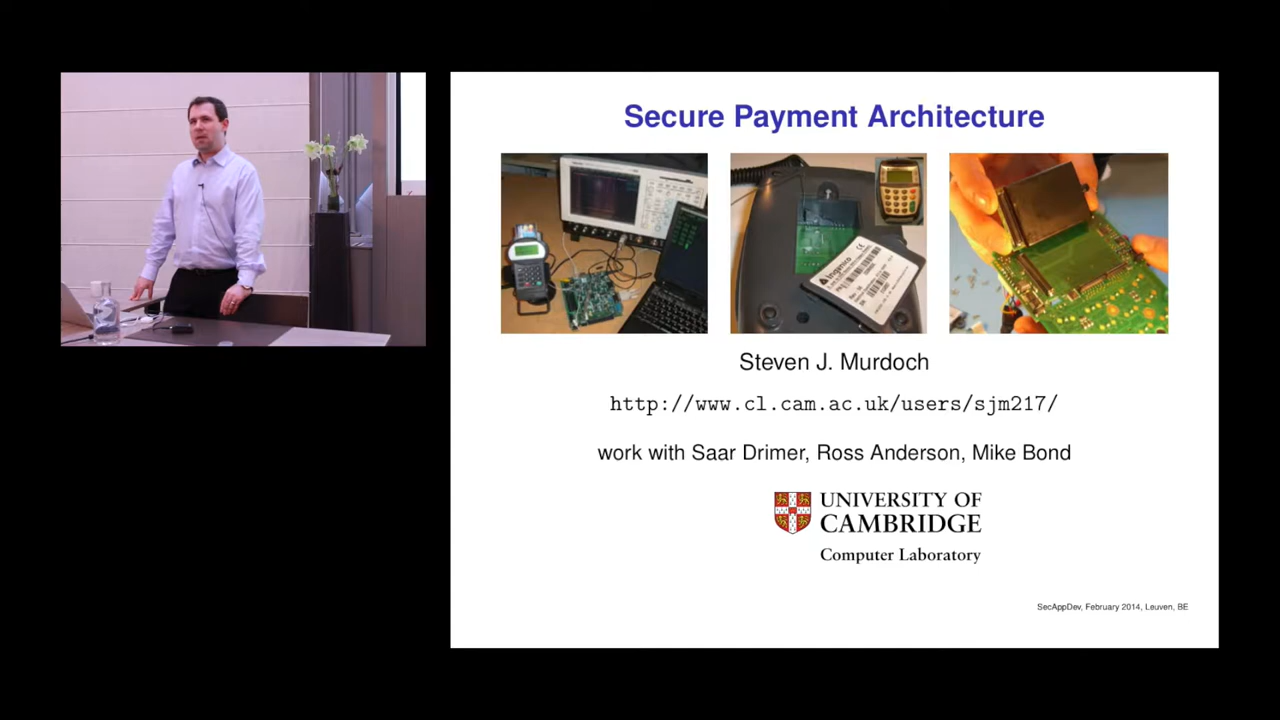 Secure Payment Architecture
Ingenico
Steven J. Murdoch
http://www.cl.cam.ac.uk/users/sjm217/
work with Saar Drimer, Ross Anderson, Mike Bond
UNIVERSITY OF
CAMBRIDGE
Computer Laboratory
SecAppDev, February 2014, Leuven, BE